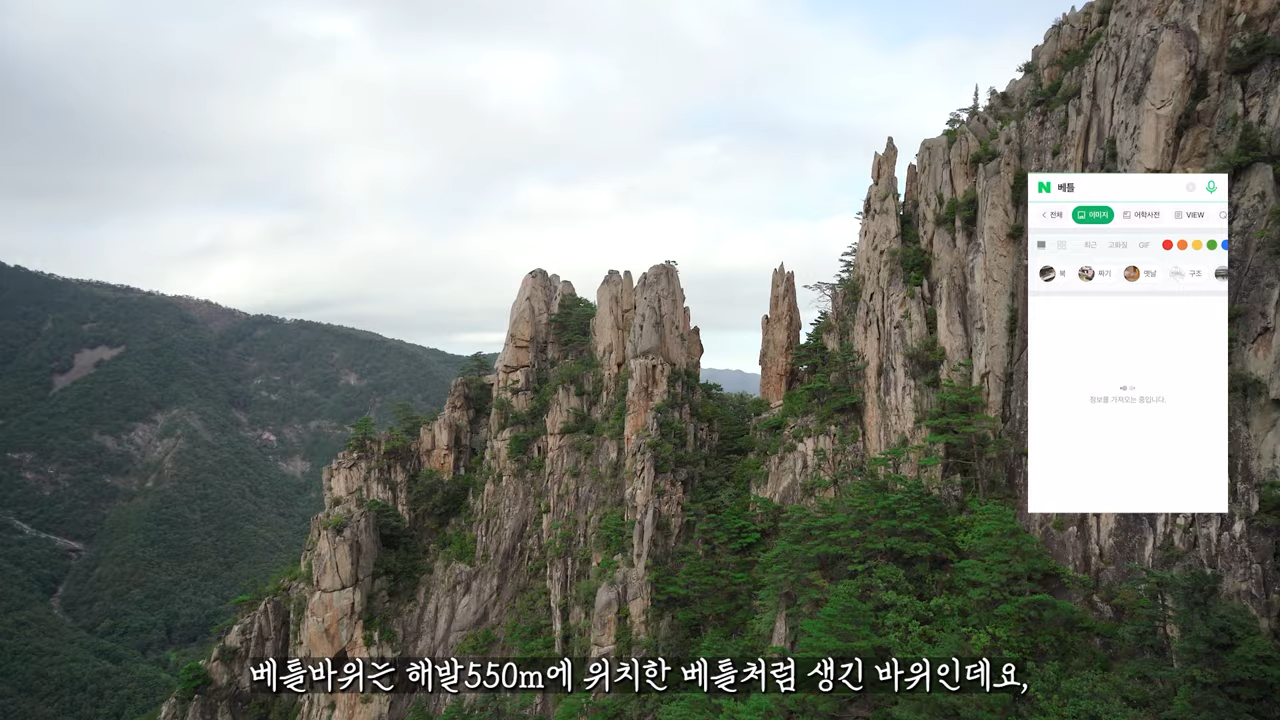 N 베틀
전체 이미지 어학사전 VIEW
최근 고화질 GIF
북 짜기 옛날 구조
정보를 가져오는 중입니다.
베틀바위는 해발550m에 위치한 베틀처럼 생긴 바위인데요,